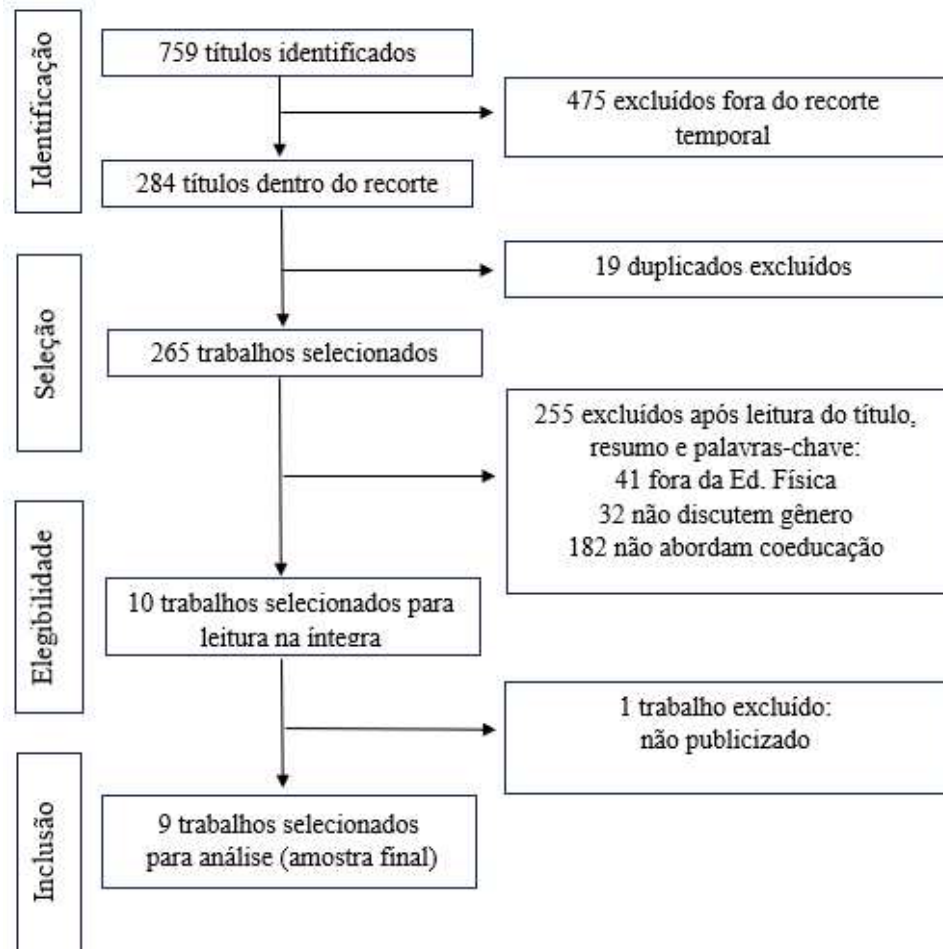 Identificação
759 títulos identificados
475 excluídos fora do recorte
temporal
284 títulos dentro do recorte
Seleção
19 duplicados excluídos
265 trabalhos selecionados
255 excluídos após leitura do título,
resumo e palavras-chave:
41 fora da Ed. Física
32 não discutem gênero
182 não abordam coeducação
Elegibilidade
10 trabalhos selecionados para
leitura na íntegra
1 trabalho excluído:
não publicizado
Inclusão
9 trabalhos selecionados
para análise (amostra final)